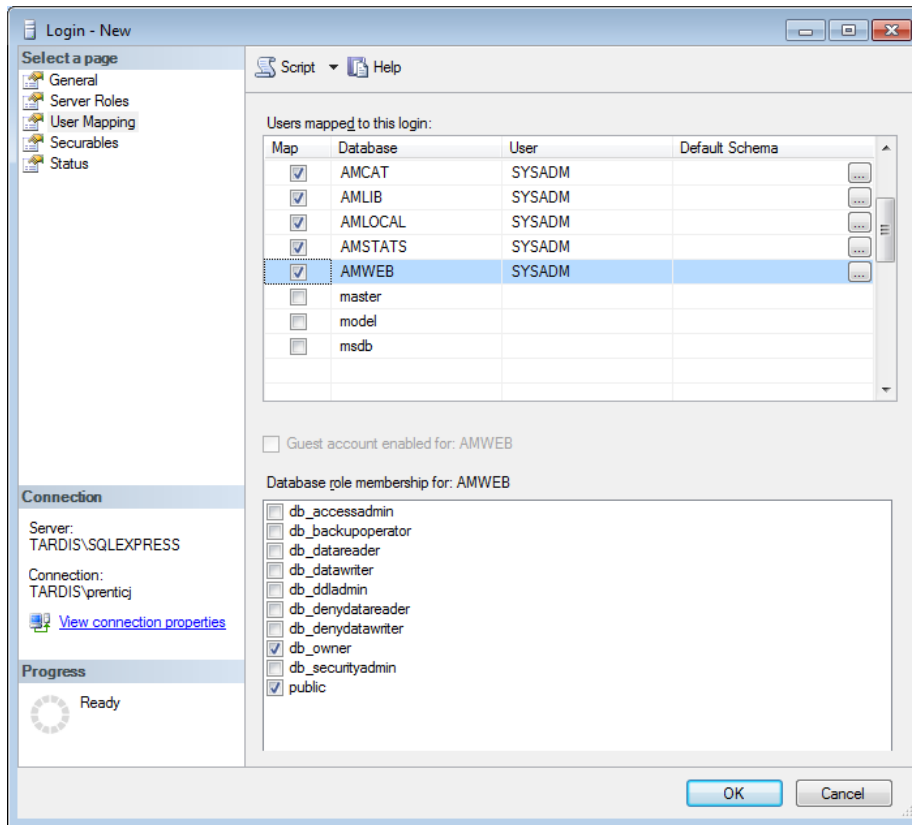 Login - New
Select a page
General
Server Roles
User Mapping
Securables
Status
Script
Help
Users mapped to this login:
Map Database User Default Schema
AMCAT SYSADM ...
AMLIB SYSADM ...
AMLOCAL SYSADM ...
AMSTATS SYSADM ...
AMWEB SYSADM ...
master
model
msdb
Guest account enabled for: AMWEB
Database role membership for: AMWEB
db_accessadmin
db_backupoperator
db_datareader
db_datawriter
db_ddladmin
db_denydatareader
db_denydatawriter
db_owner
db_securityadmin
public
Connection
Server:
TARDIS\SQLEXPRESS
Connection:
TARDIS\prenticj
View connection properties
Progress
Ready
OK Cancel